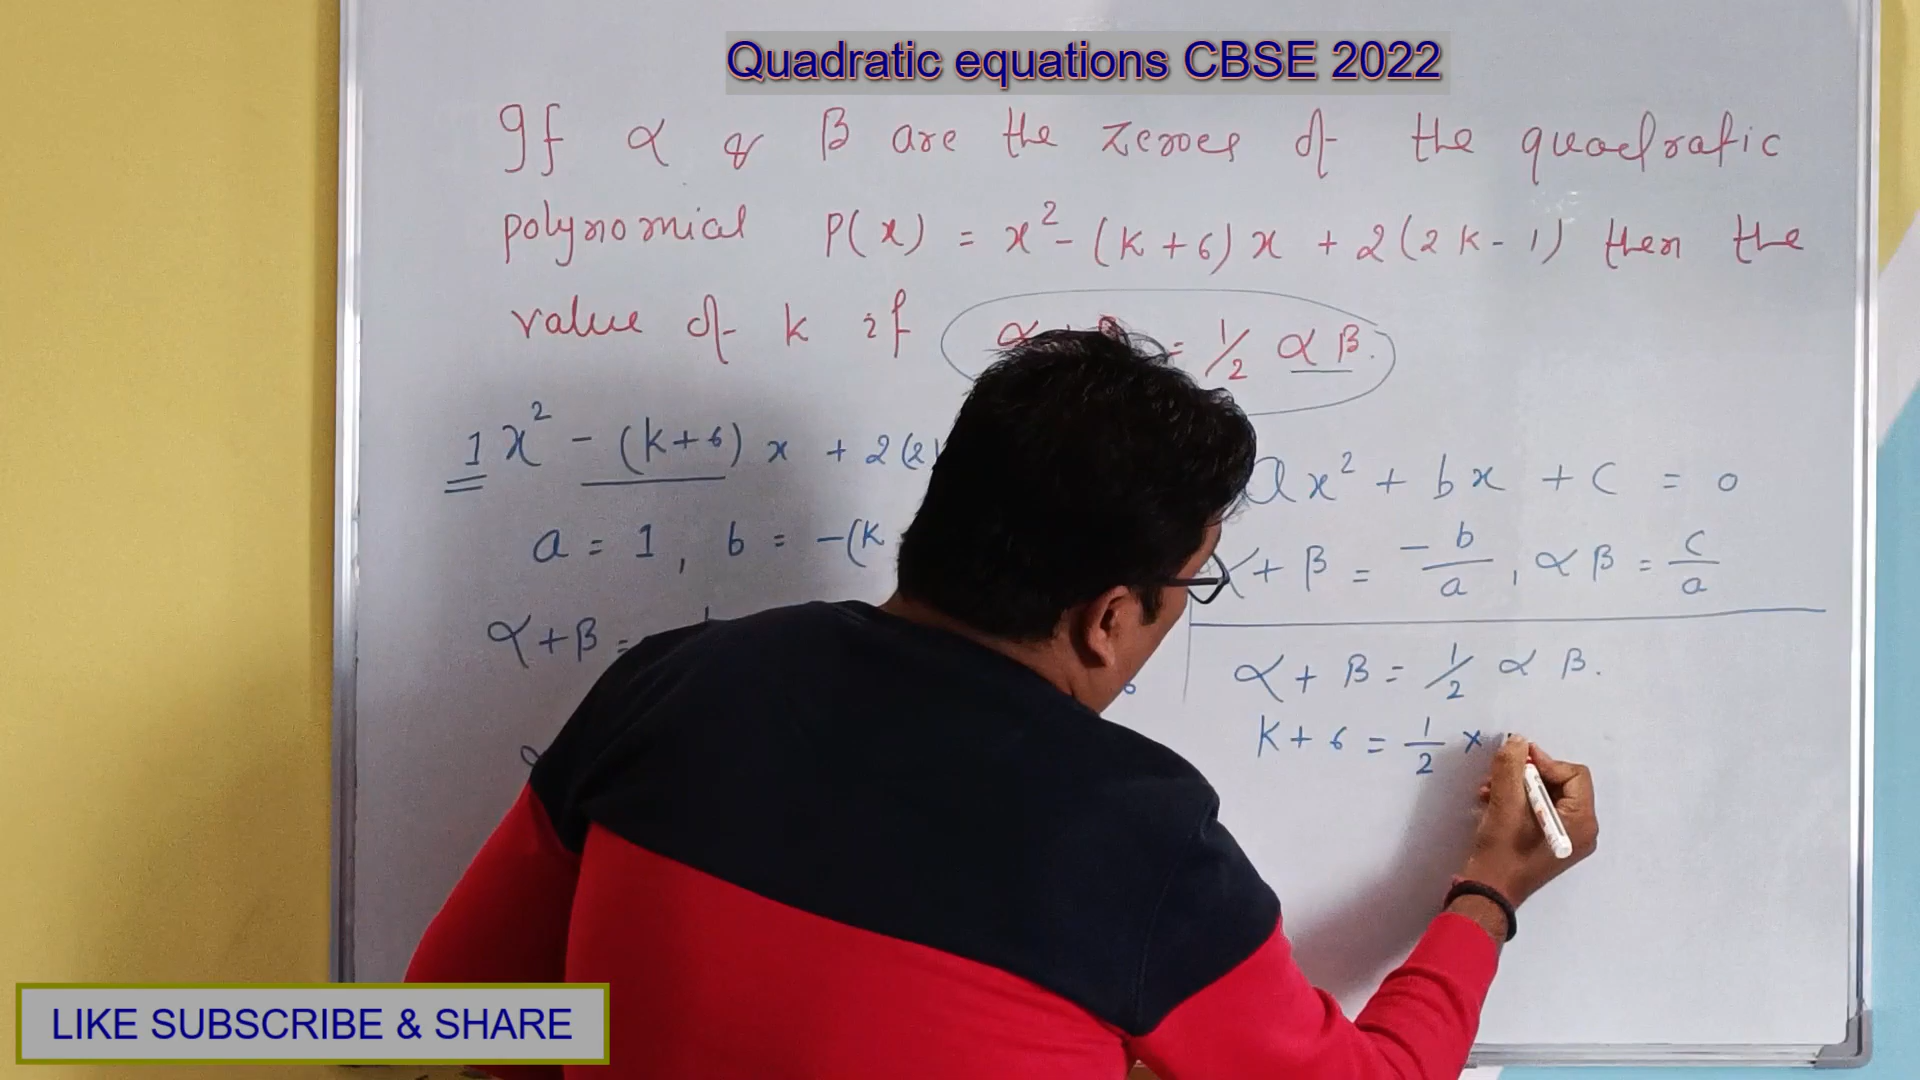 Quadratic equations CBSE 2022
If α & β are the zeroes of the quadratic
polynomial P(x) = x² - (k + 6) x + 2 (2k - 1) then the
value of k if = 1/2 α β.
1x² - (k+6) x + 2(2
ax² + bx + c = 0
a = 1, b = -(k
α + β = -b/a, αβ = c/a
α+β =
α + β = 1/2 α β.
k + 6 = 1/2 ×
LIKE SUBSCRIBE & SHARE